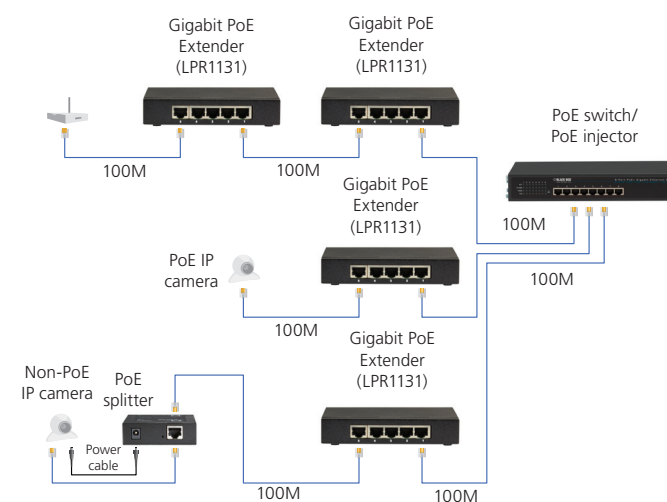 Gigabit PoE
Extender
(LPR1131)
Gigabit PoE
Extender
(LPR1131)
PoE switch/
PoE injector
100M
100M
Gigabit PoE
Extender
(LPR1131)
100M
PoE IP
camera
100M
100M
Gigabit PoE
Extender
(LPR1131)
Non-PoE
IP camera
PoE
splitter
Power
cable
100M
100M